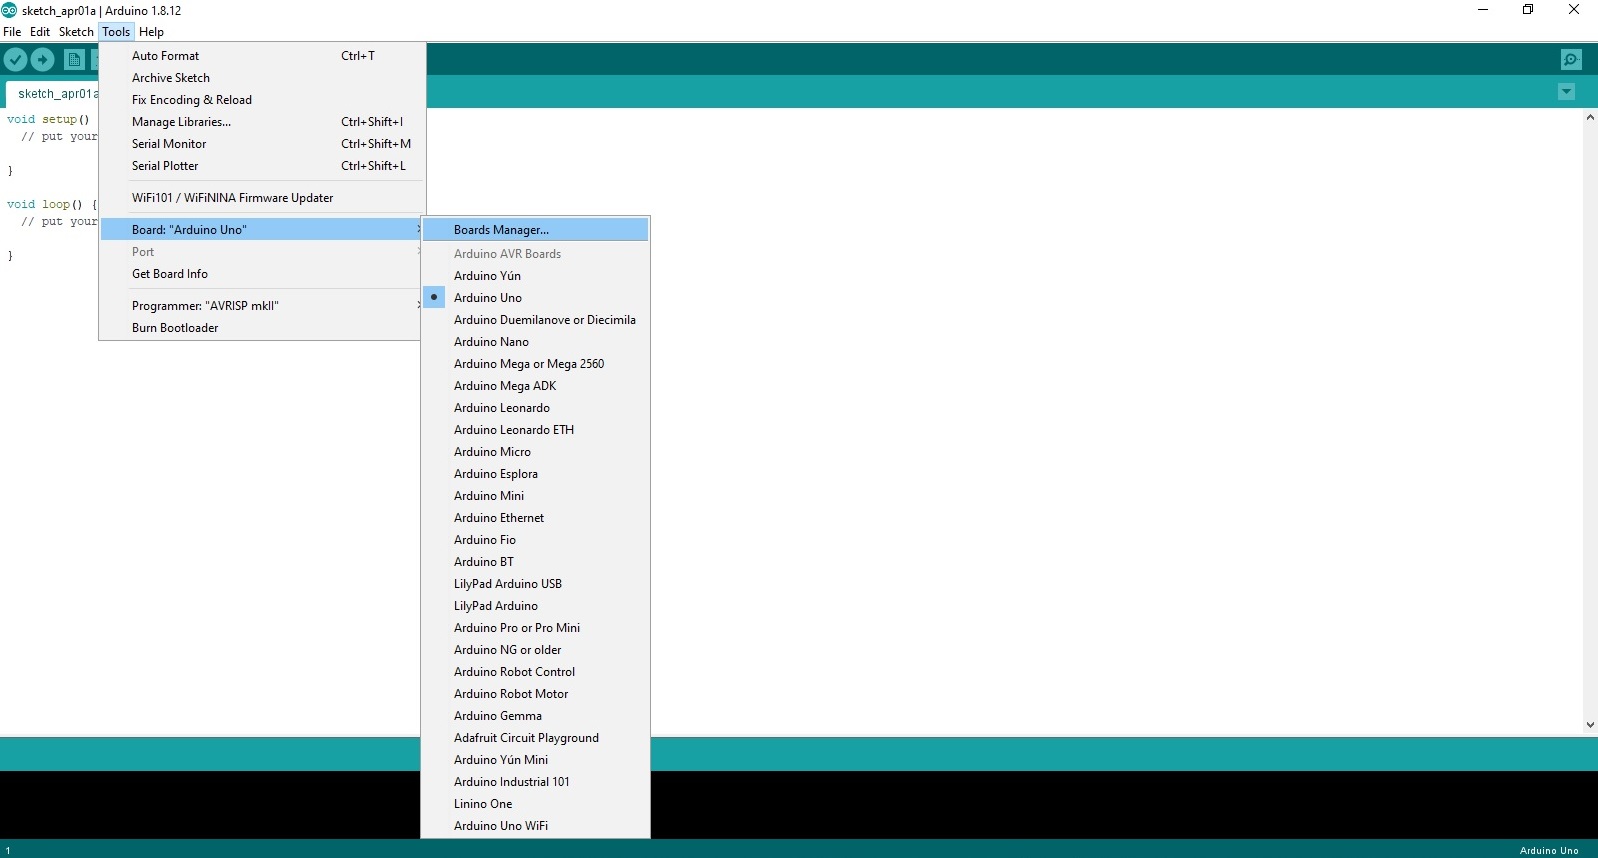 sketch_apr01a | Arduino 1.8.12
File Edit Sketch Tools Help
Auto Format Ctrl+T
Archive Sketch
Fix Encoding & Reload
Manage Libraries... Ctrl+Shift+I
Serial Monitor Ctrl+Shift+M
Serial Plotter Ctrl+Shift+L
WiFi101 / WiFiNINA Firmware Updater
Board: "Arduino Uno"
Port
Get Board Info
Programmer: "AVRISP mkII"
Burn Bootloader
Boards Manager...
Arduino AVR Boards
Arduino Yún
Arduino Uno
Arduino Duemilanove or Diecimila
Arduino Nano
Arduino Mega or Mega 2560
Arduino Mega ADK
Arduino Leonardo
Arduino Leonardo ETH
Arduino Micro
Arduino Esplora
Arduino Mini
Arduino Ethernet
Arduino Fio
Arduino BT
LilyPad Arduino USB
LilyPad Arduino
Arduino Pro or Pro Mini
Arduino NG or older
Arduino Robot Control
Arduino Robot Motor
Arduino Gemma
Adafruit Circuit Playground
Arduino Yún Mini
Arduino Industrial 101
Linino One
Arduino Uno WiFi
sketch_apr01a
void setup()
// put your
}
void loop() {
// put your
}
1
Arduino Uno